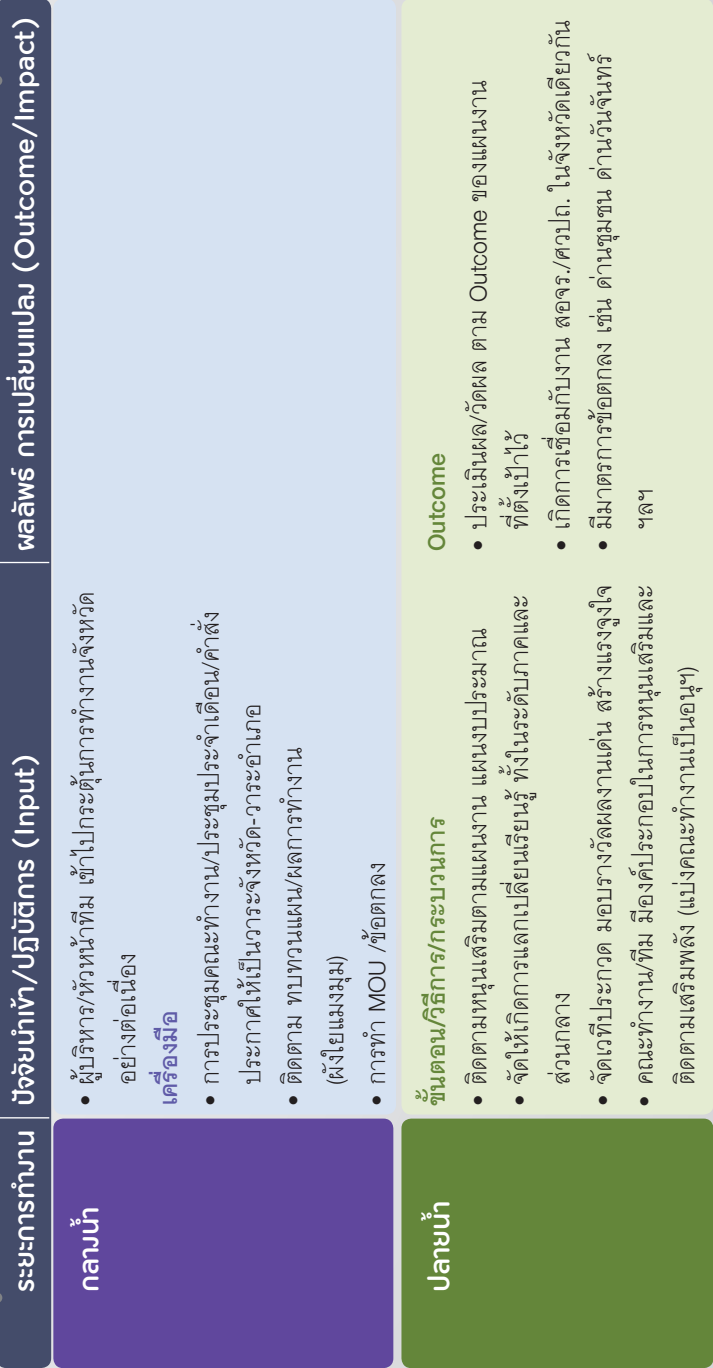 ระยะการทำงาน
ปัจจัยนำเข้า/ปฏิบัติการ (Input)
ผลลัพธ์ การเปลี่ยนแปลง (Outcome/Impact)
กลางน้ำ
• ผู้บริหาร/หัวหน้าทีม เข้าไปกระตุ้นการทำงานจังหวัด
อย่างต่อเนื่อง
เครื่องมือ
• การประชุมคณะทำงาน/ประชุมประจำเดือน/คำสั่ง
ประกาศให้เป็นวาระจังหวัด-วาระอำเภอ
• ติดตาม ทบทวนแผน/ผลการทำงาน
(ผังใยแมงมุม)
• การทำ MOU /ข้อตกลง
ปลายน้ำ
ขั้นตอน/วิธีการ/กระบวนการ
• ติดตามหนุนเสริมตามแผนงาน แผนงบประมาณ
• จัดให้เกิดการแลกเปลี่ยนเรียนรู้ ทั้งในระดับภาคและ
ส่วนกลาง
• จัดเวทีประกวด มอบรางวัลผลงานเด่น สร้างแรงจูงใจ
• คณะทำงาน/ทีม มีองค์ประกอบในการหนุนเสริมและ
ติดตามเสริมพลัง (แบ่งคณะทำงานเป็นอนุฯ)
Outcome
• ประเมินผล/วัดผล ตาม Outcome ของแผนงาน
ที่ตั้งเป้าไว้
• เกิดการเชื่อมกับงาน สอจร./ศวปถ. ในจังหวัดเดียวกัน
• มีมาตรการข้อตกลง เช่น ด่านชุมชน ด่านวันจันทร์
ฯลฯ